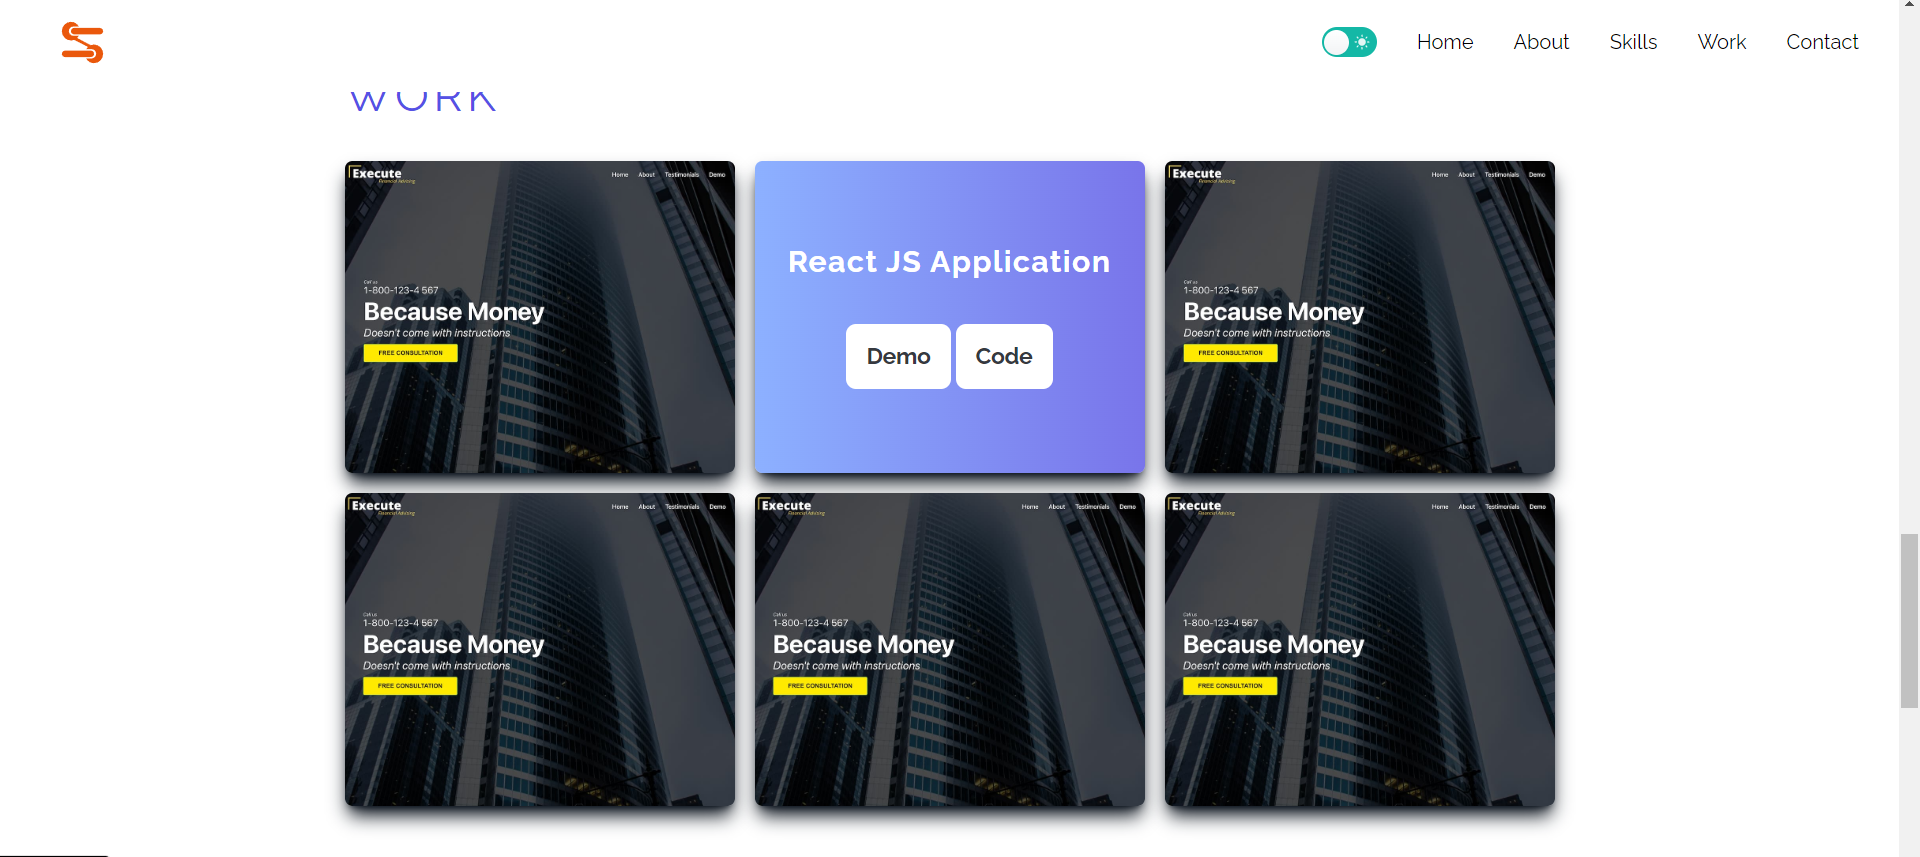 Home About Skills Work Contact
WORK
Execute
Financial Advising
Home About Testimonials Demo
Call us
1-800-123-4 567
Because Money
Doesn't come with instructions
FREE CONSULTATION
React JS Application
Demo Code
Execute
Financial Advising
Home About Testimonials Demo
Call us
1-800-123-4 567
Because Money
Doesn't come with instructions
FREE CONSULTATION
Execute
Financial Advising
Home About Testimonials Demo
Call us
1-800-123-4 567
Because Money
Doesn't come with instructions
FREE CONSULTATION
Execute
Financial Advising
Home About Testimonials Demo
Call us
1-800-123-4 567
Because Money
Doesn't come with instructions
FREE CONSULTATION
Execute
Financial Advising
Home About Testimonials Demo
Call us
1-800-123-4 567
Because Money
Doesn't come with instructions
FREE CONSULTATION